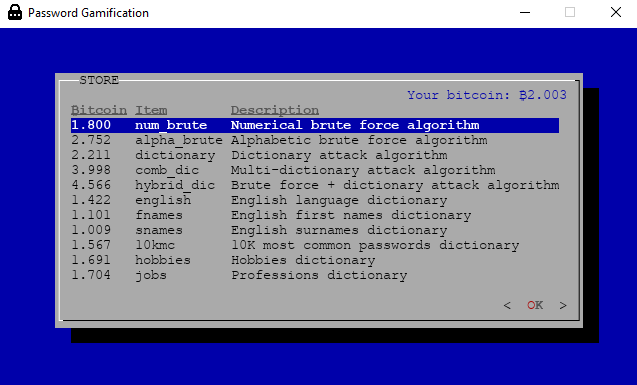 Password Gamification
STORE
Your bitcoin: ₿2.003
Bitcoin Item Description
1.800 num_brute Numerical brute force algorithm
2.752 alpha_brute Alphabetic brute force algorithm
2.211 dictionary Dictionary attack algorithm
3.998 comb_dic Multi-dictionary attack algorithm
4.566 hybrid_dic Brute force + dictionary attack algorithm
1.422 english English language dictionary
1.101 fnames English first names dictionary
1.009 snames English surnames dictionary
1.567 10kmc 10K most common passwords dictionary
1.691 hobbies Hobbies dictionary
1.704 jobs Professions dictionary
< OK >